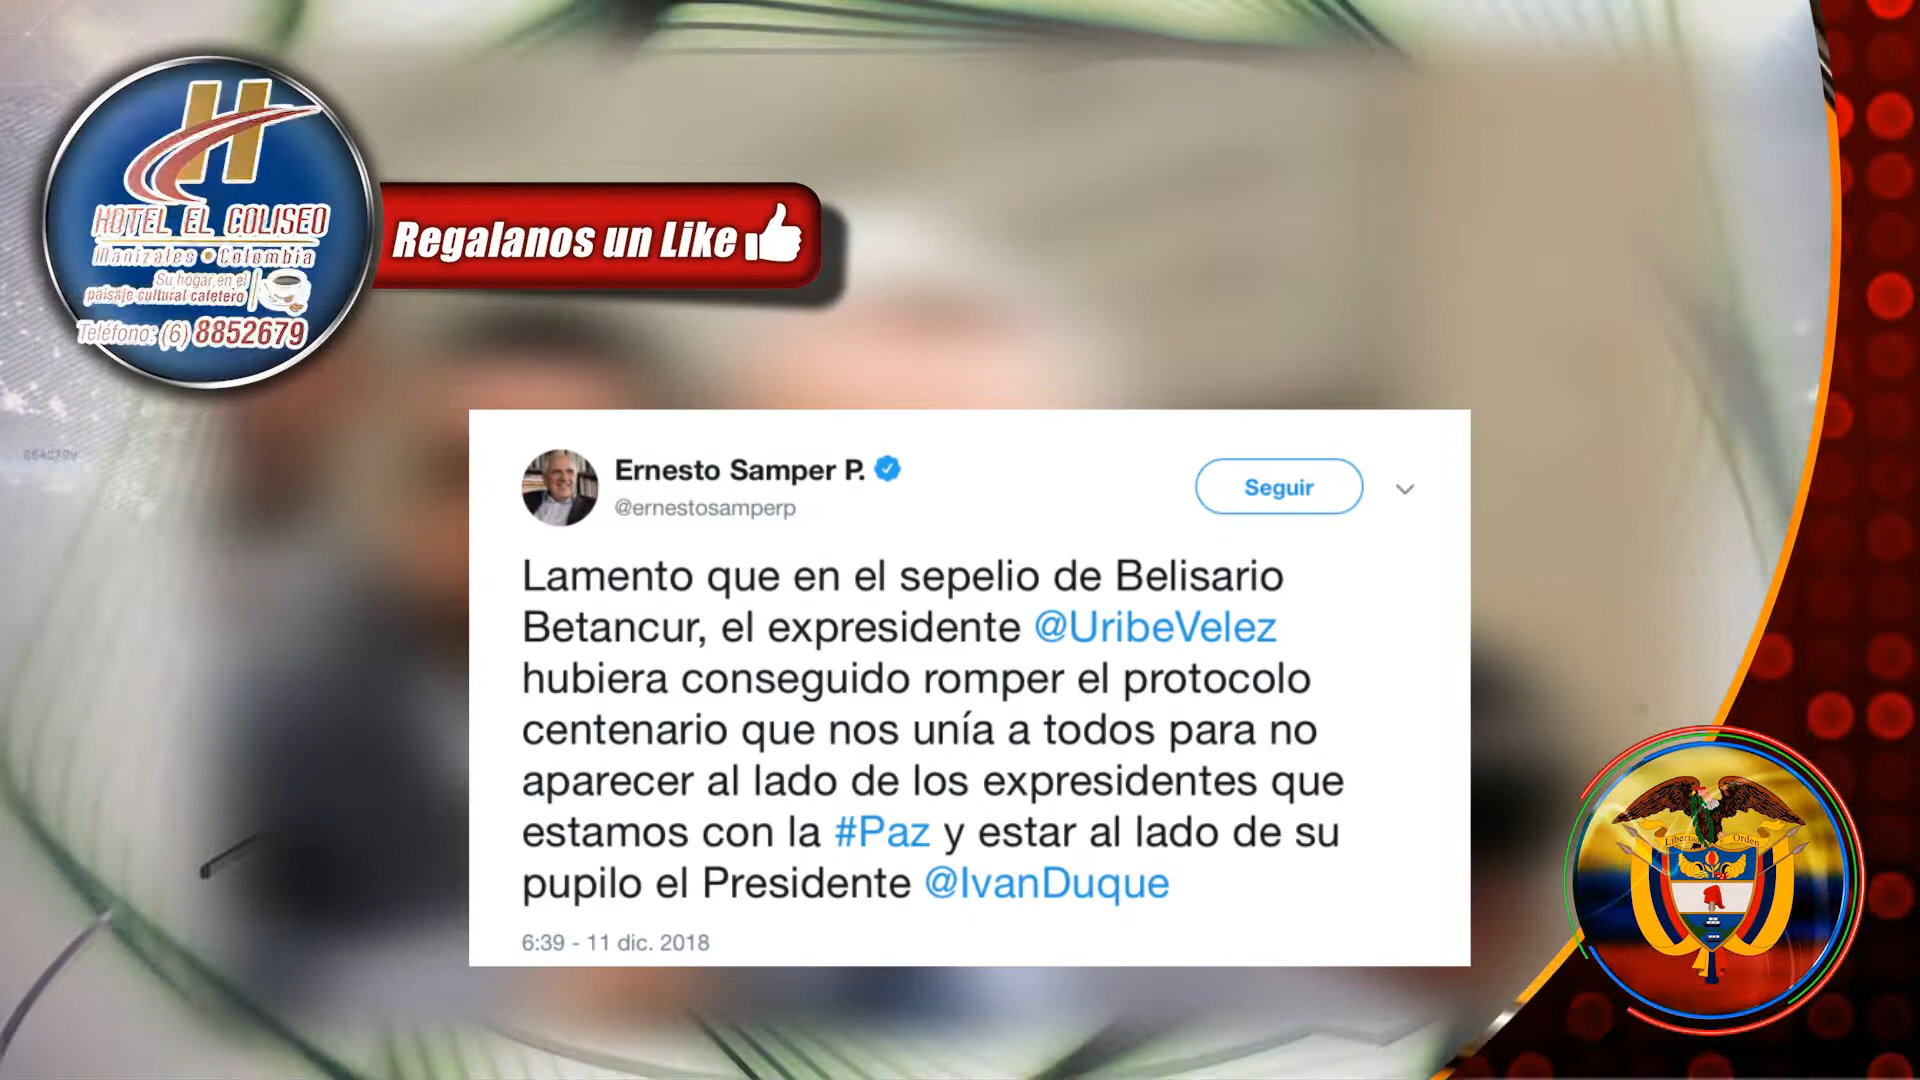 HOTEL EL COLISEO
Manizales • Colombia
Su hogar en el
paisaje cultural cafetero
Teléfono: (6) 8852679
Regalanos un Like
Ernesto Samper P.
@ernestosamperp
Seguir
Lamento que en el sepelio de Belisario
Betancur, el expresidente @UribeVelez
hubiera conseguido romper el protocolo
centenario que nos unía a todos para no
aparecer al lado de los expresidentes que
estamos con la #Paz y estar al lado de su
pupilo el Presidente @IvanDuque
6:39 - 11 dic. 2018
Libertad y Orden